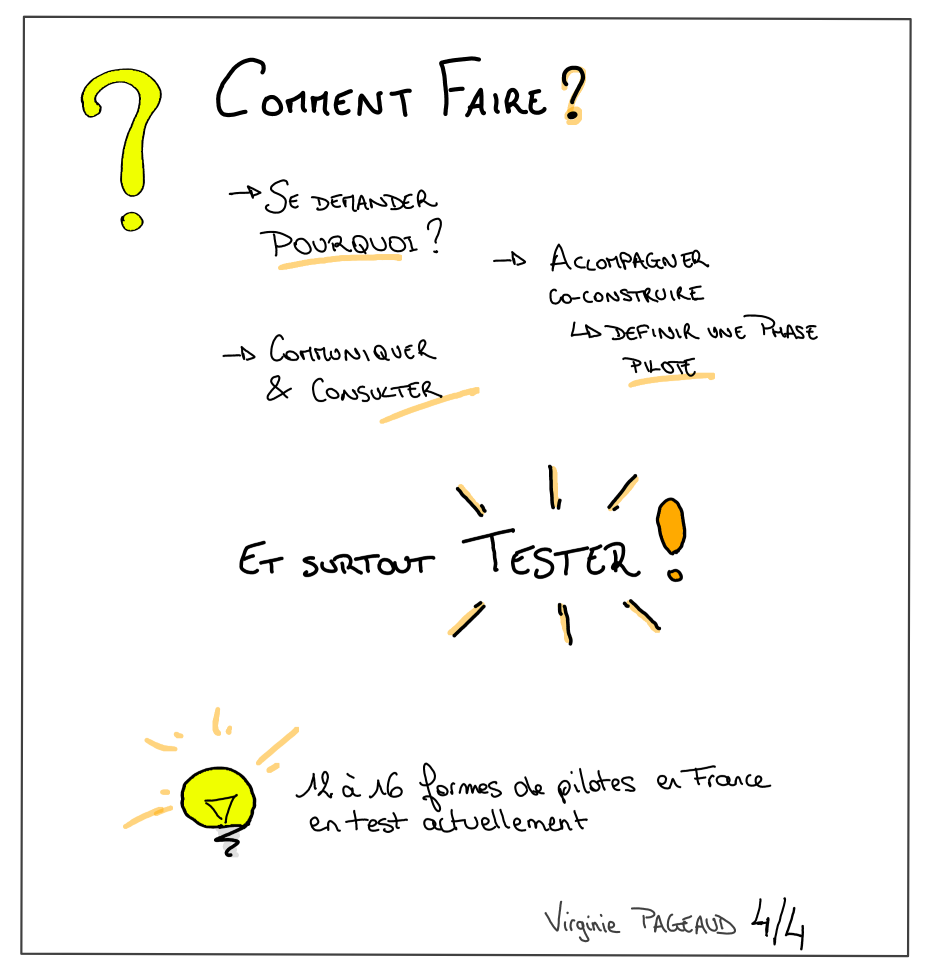 COMMENT FAIRE ?
→ SE DEMANDER
POURQUOI ?
→ ACCOMPAGNER
CO-CONSTRUIRE
↳ DEFINIR UNE PHASE
PILOTE
→ COMMUNIQUER
& CONSULTER
ET SURTOUT TESTER !
12 à 16 formes de pilotes en France
en test actuellement
Virginie PAGEAUD 4/4